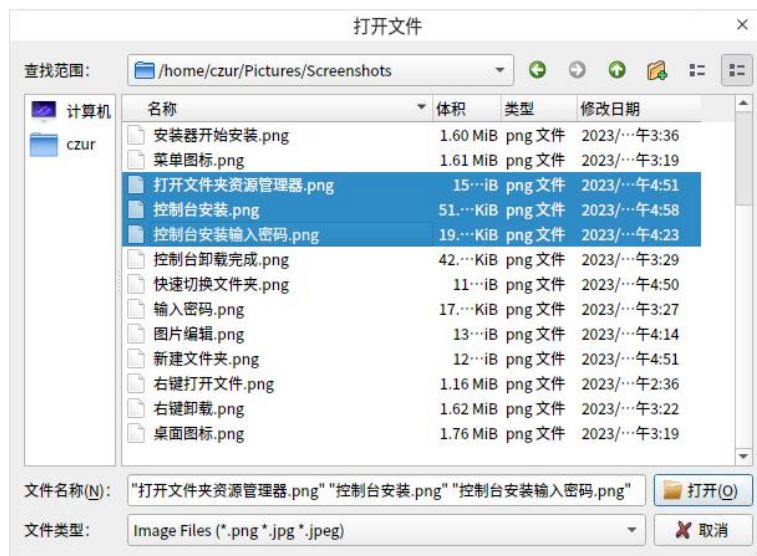 打开文件
查找范围： /home/czur/Pictures/Screenshots
计算机
czur
名称 体积 类型 修改日期
安装器开始安装.png 1.60 MiB png 文件 2023/⋯午3:36
菜单图标.png 1.61 MiB png 文件 2023/⋯午3:19
打开文件夹资源管理器.png 15⋯iB png 文件 2023/⋯午4:51
控制台安装.png 51.⋯KiB png 文件 2023/⋯午4:58
控制台安装输入密码.png 19.⋯KiB png 文件 2023/⋯午4:23
控制台卸载完成.png 42.⋯KiB png 文件 2023/⋯午3:29
快速切换文件夹.png 11⋯iB png 文件 2023/⋯午4:50
输入密码.png 17.⋯KiB png 文件 2023/⋯午3:27
图片编辑.png 13⋯iB png 文件 2023/⋯午4:14
新建文件夹.png 12⋯iB png 文件 2023/⋯午4:51
右键打开文件.png 1.16 MiB png 文件 2023/⋯午2:36
右键卸载.png 1.62 MiB png 文件 2023/⋯午3:22
桌面图标.png 1.76 MiB png 文件 2023/⋯午3:19
文件名称(N)： "打开文件夹资源管理器.png" "控制台安装.png" "控制台安装输入密码.png" 打开(O)
文件类型： Image Files (*.png *.jpg *.jpeg) 取消